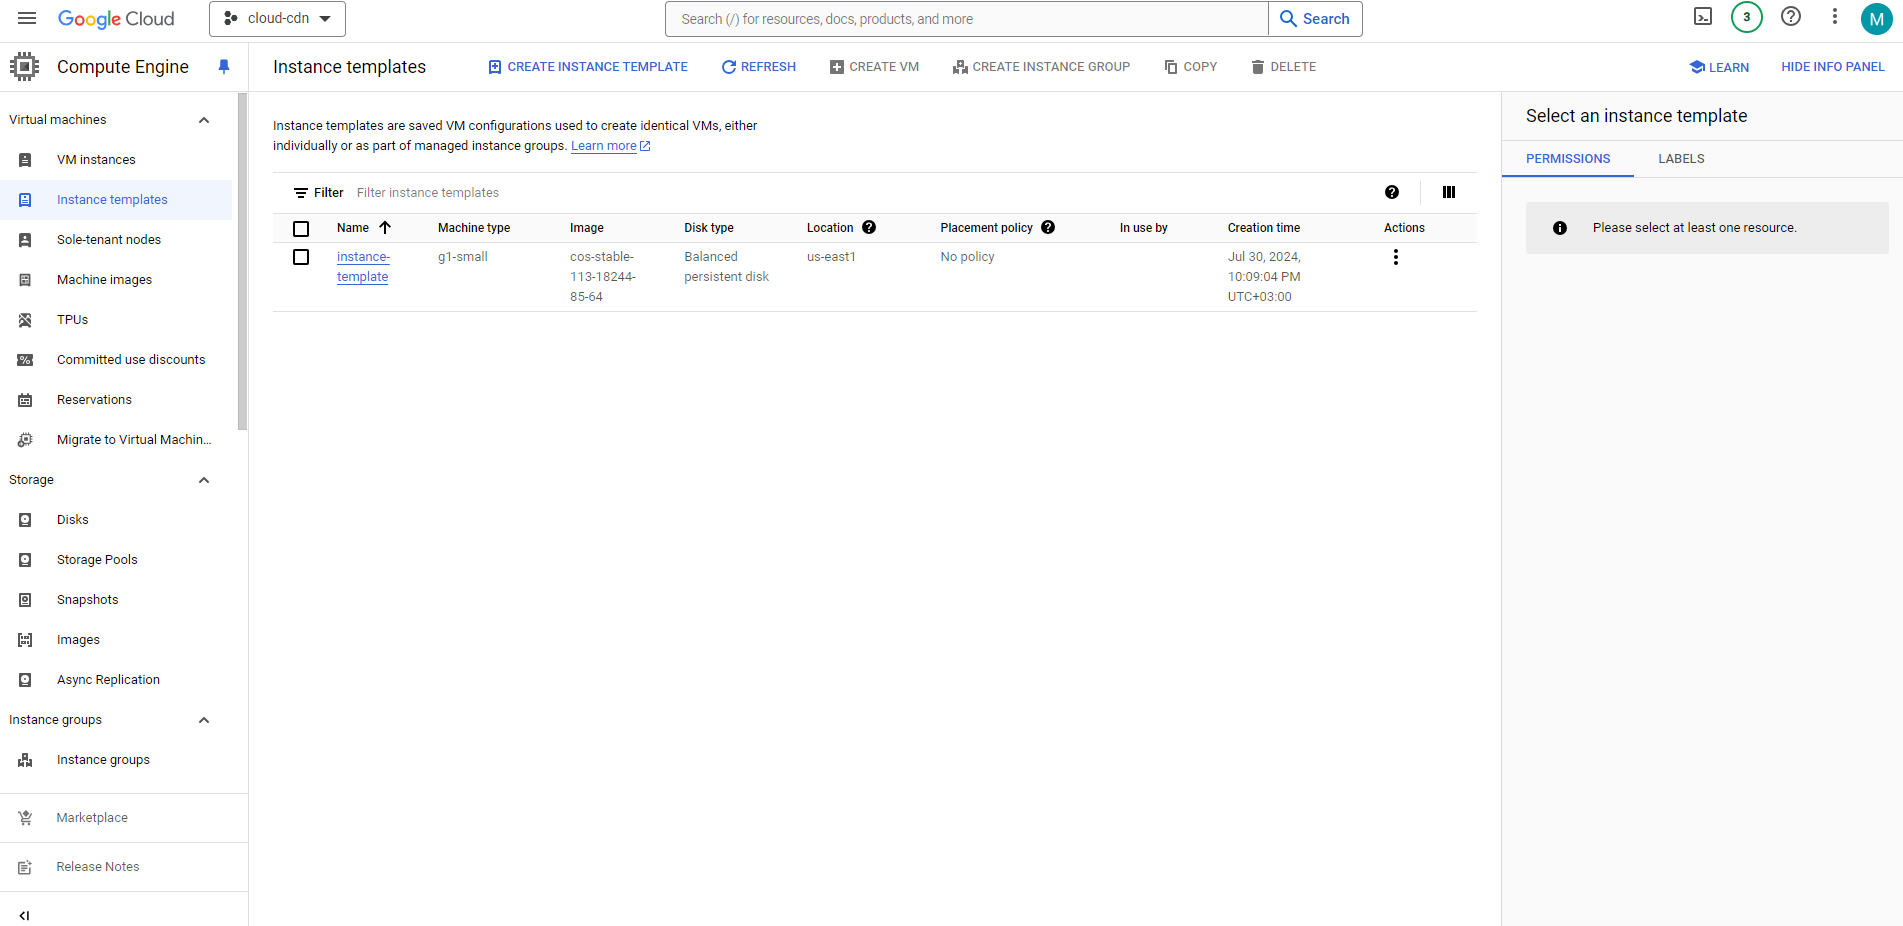 Google Cloud
cloud-cdn
Search (/) for resources, docs, products, and more
Search
3
M
Compute Engine
Instance templates
CREATE INSTANCE TEMPLATE
REFRESH
CREATE VM
CREATE INSTANCE GROUP
COPY
DELETE
LEARN
HIDE INFO PANEL
Virtual machines
VM instances
Instance templates
Sole-tenant nodes
Machine images
TPUs
Committed use discounts
Reservations
Migrate to Virtual Machin...
Storage
Disks
Storage Pools
Snapshots
Images
Async Replication
Instance groups
Instance groups
Marketplace
Release Notes
Instance templates are saved VM configurations used to create identical VMs, either
individually or as part of managed instance groups. Learn more
Filter Filter instance templates
Name Machine type Image Disk type Location Placement policy In use by Creation time Actions
instance- g1-small cos-stable- Balanced us-east1 No policy Jul 30, 2024,
template 113-18244- persistent disk 10:09:04 PM
85-64 UTC+03:00
Select an instance template
PERMISSIONS LABELS
Please select at least one resource.